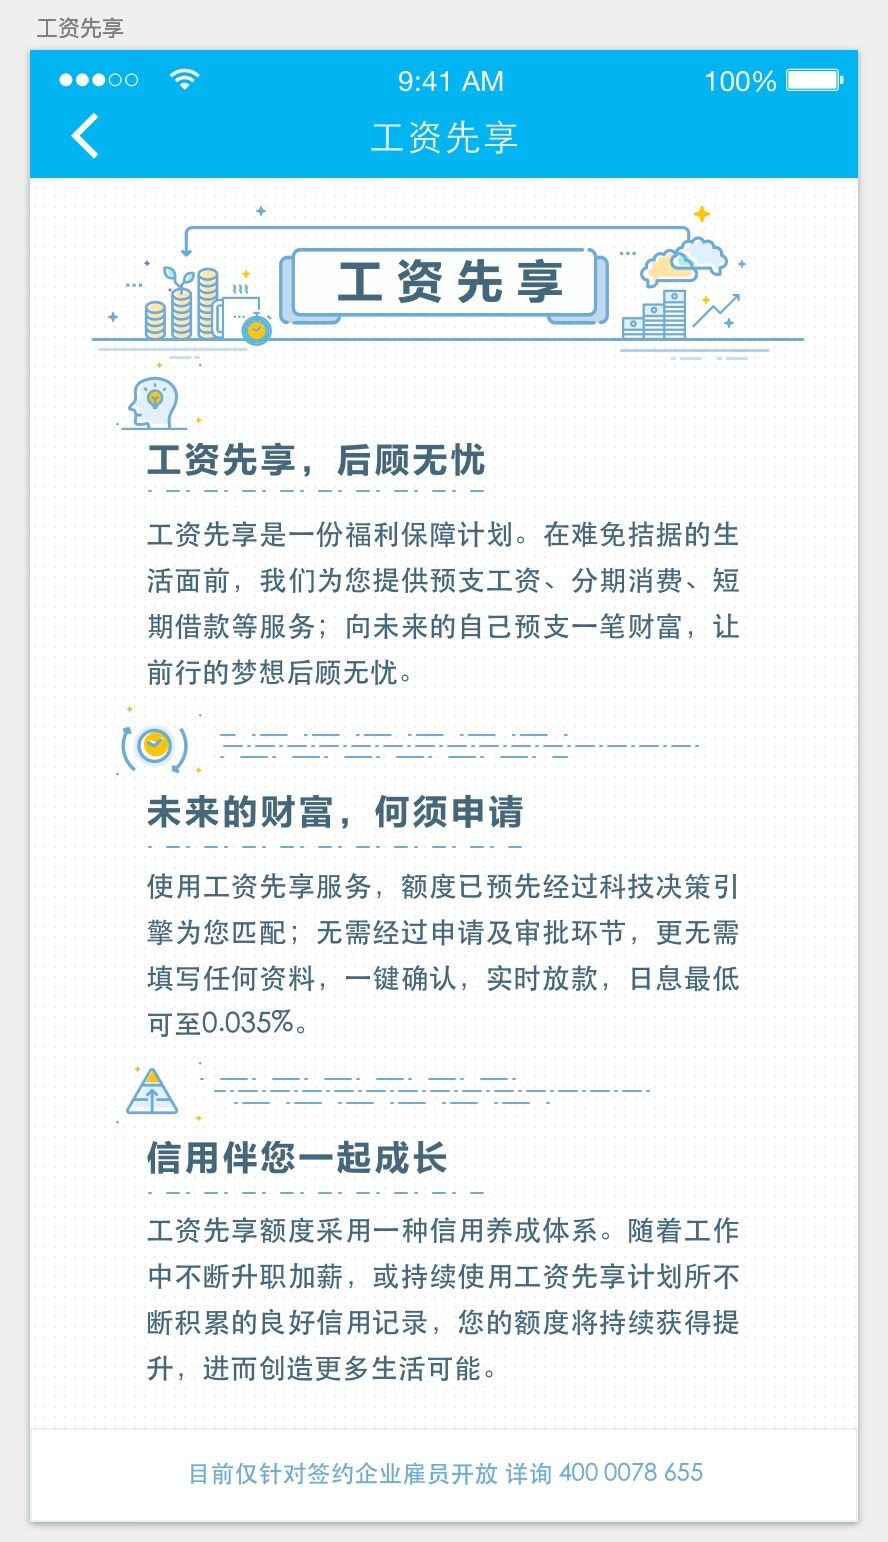 工资先享
9:41 AM
100%
工资先享
工资先享
工资先享，后顾无忧
工资先享是一份福利保障计划。在难免拮据的生
活面前，我们为您提供预支工资、分期消费、短
期借款等服务；向未来的自己预支一笔财富，让
前行的梦想后顾无忧。
未来的财富，何须申请
使用工资先享服务，额度已预先经过科技决策引
擎为您匹配；无需经过申请及审批环节，更无需
填写任何资料，一键确认，实时放款，日息最低
可至0.035%。
信用伴您一起成长
工资先享额度采用一种信用养成体系。随着工作
中不断升职加薪，或持续使用工资先享计划所不
断积累的良好信用记录，您的额度将持续获得提
升，进而创造更多生活可能。
目前仅针对签约企业雇员开放 详询 400 0078 655